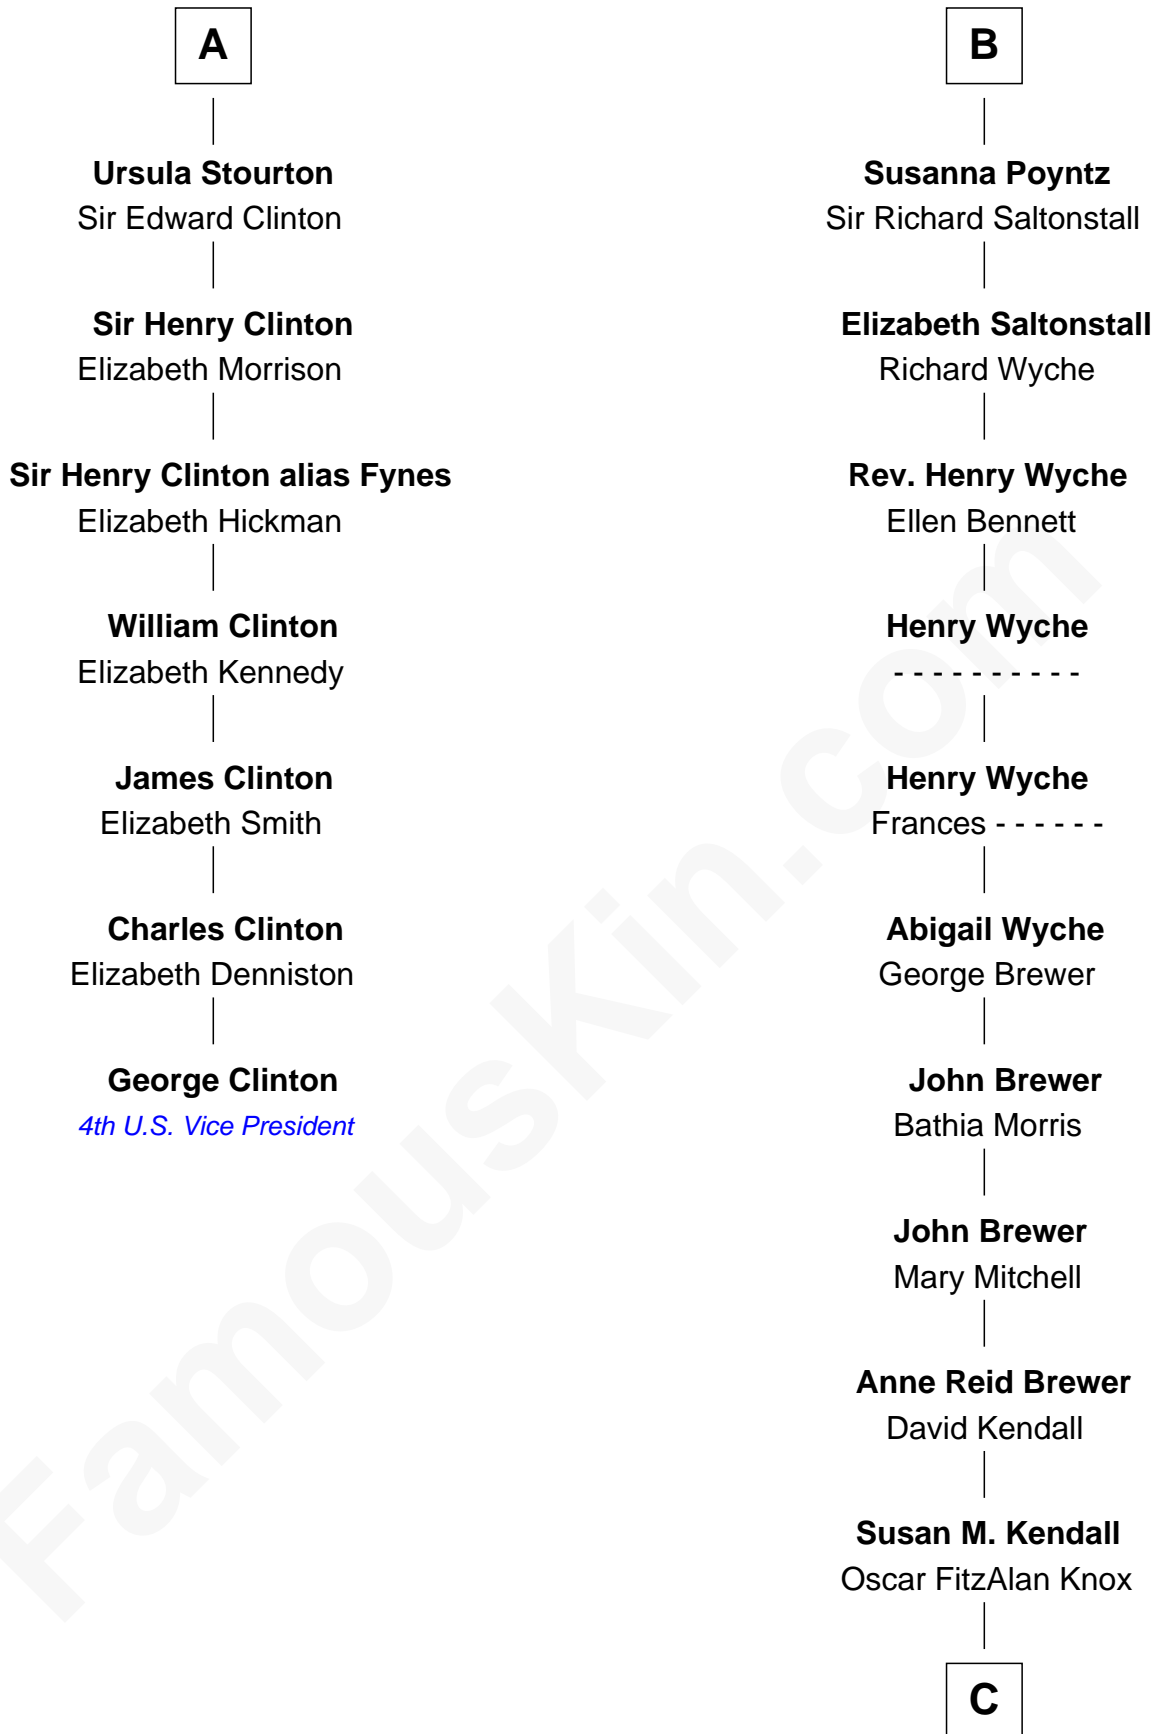 A
Ursula Stourton
Sir Edward Clinton
Sir Henry Clinton
Elizabeth Morrison
Sir Henry Clinton alias Fynes
Elizabeth Hickman
William Clinton
Elizabeth Kennedy
James Clinton
Elizabeth Smith
Charles Clinton
Elizabeth Denniston
George Clinton
4th U.S. Vice President
B
Susanna Poyntz
Sir Richard Saltonstall
Elizabeth Saltonstall
Richard Wyche
Rev. Henry Wyche
Ellen Bennett
Henry Wyche
- - - - - - - - - -
Henry Wyche
Frances - - - - - -
Abigail Wyche
George Brewer
John Brewer
Bathia Morris
John Brewer
Mary Mitchell
Anne Reid Brewer
David Kendall
Susan M. Kendall
Oscar FitzAlan Knox
C
FamousKin.com